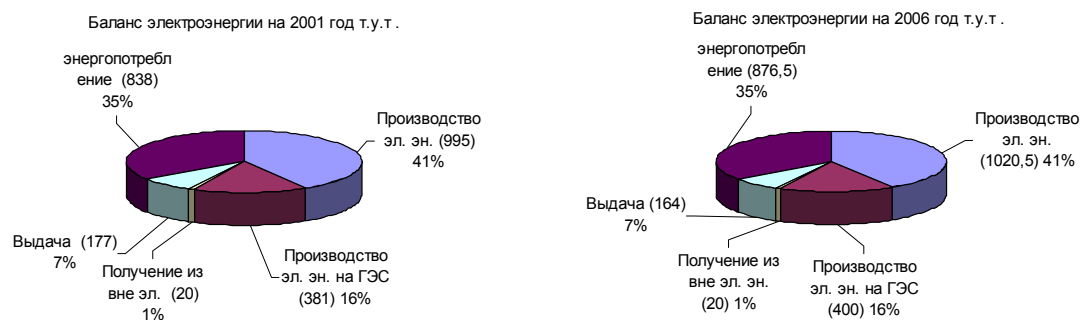 Баланс электроэнергии на 2001 год т.у.т .
энергопотребл
ение (838)
35%
Производство
эл. эн. (995)
41%
Выдача (177)
7%
Получение из
вне эл. (20)
1%
Производство
эл. эн. на ГЭС
(381) 16%
Баланс электроэнергии на 2006 год т.у.т .
энергопотребл
ение (876,5)
35%
Производство
эл. эн.
(1020,5) 41%
Выдача (164)
7%
Получение из
вне эл. эн.
(20) 1%
Производство
эл. эн. на ГЭС
(400) 16%